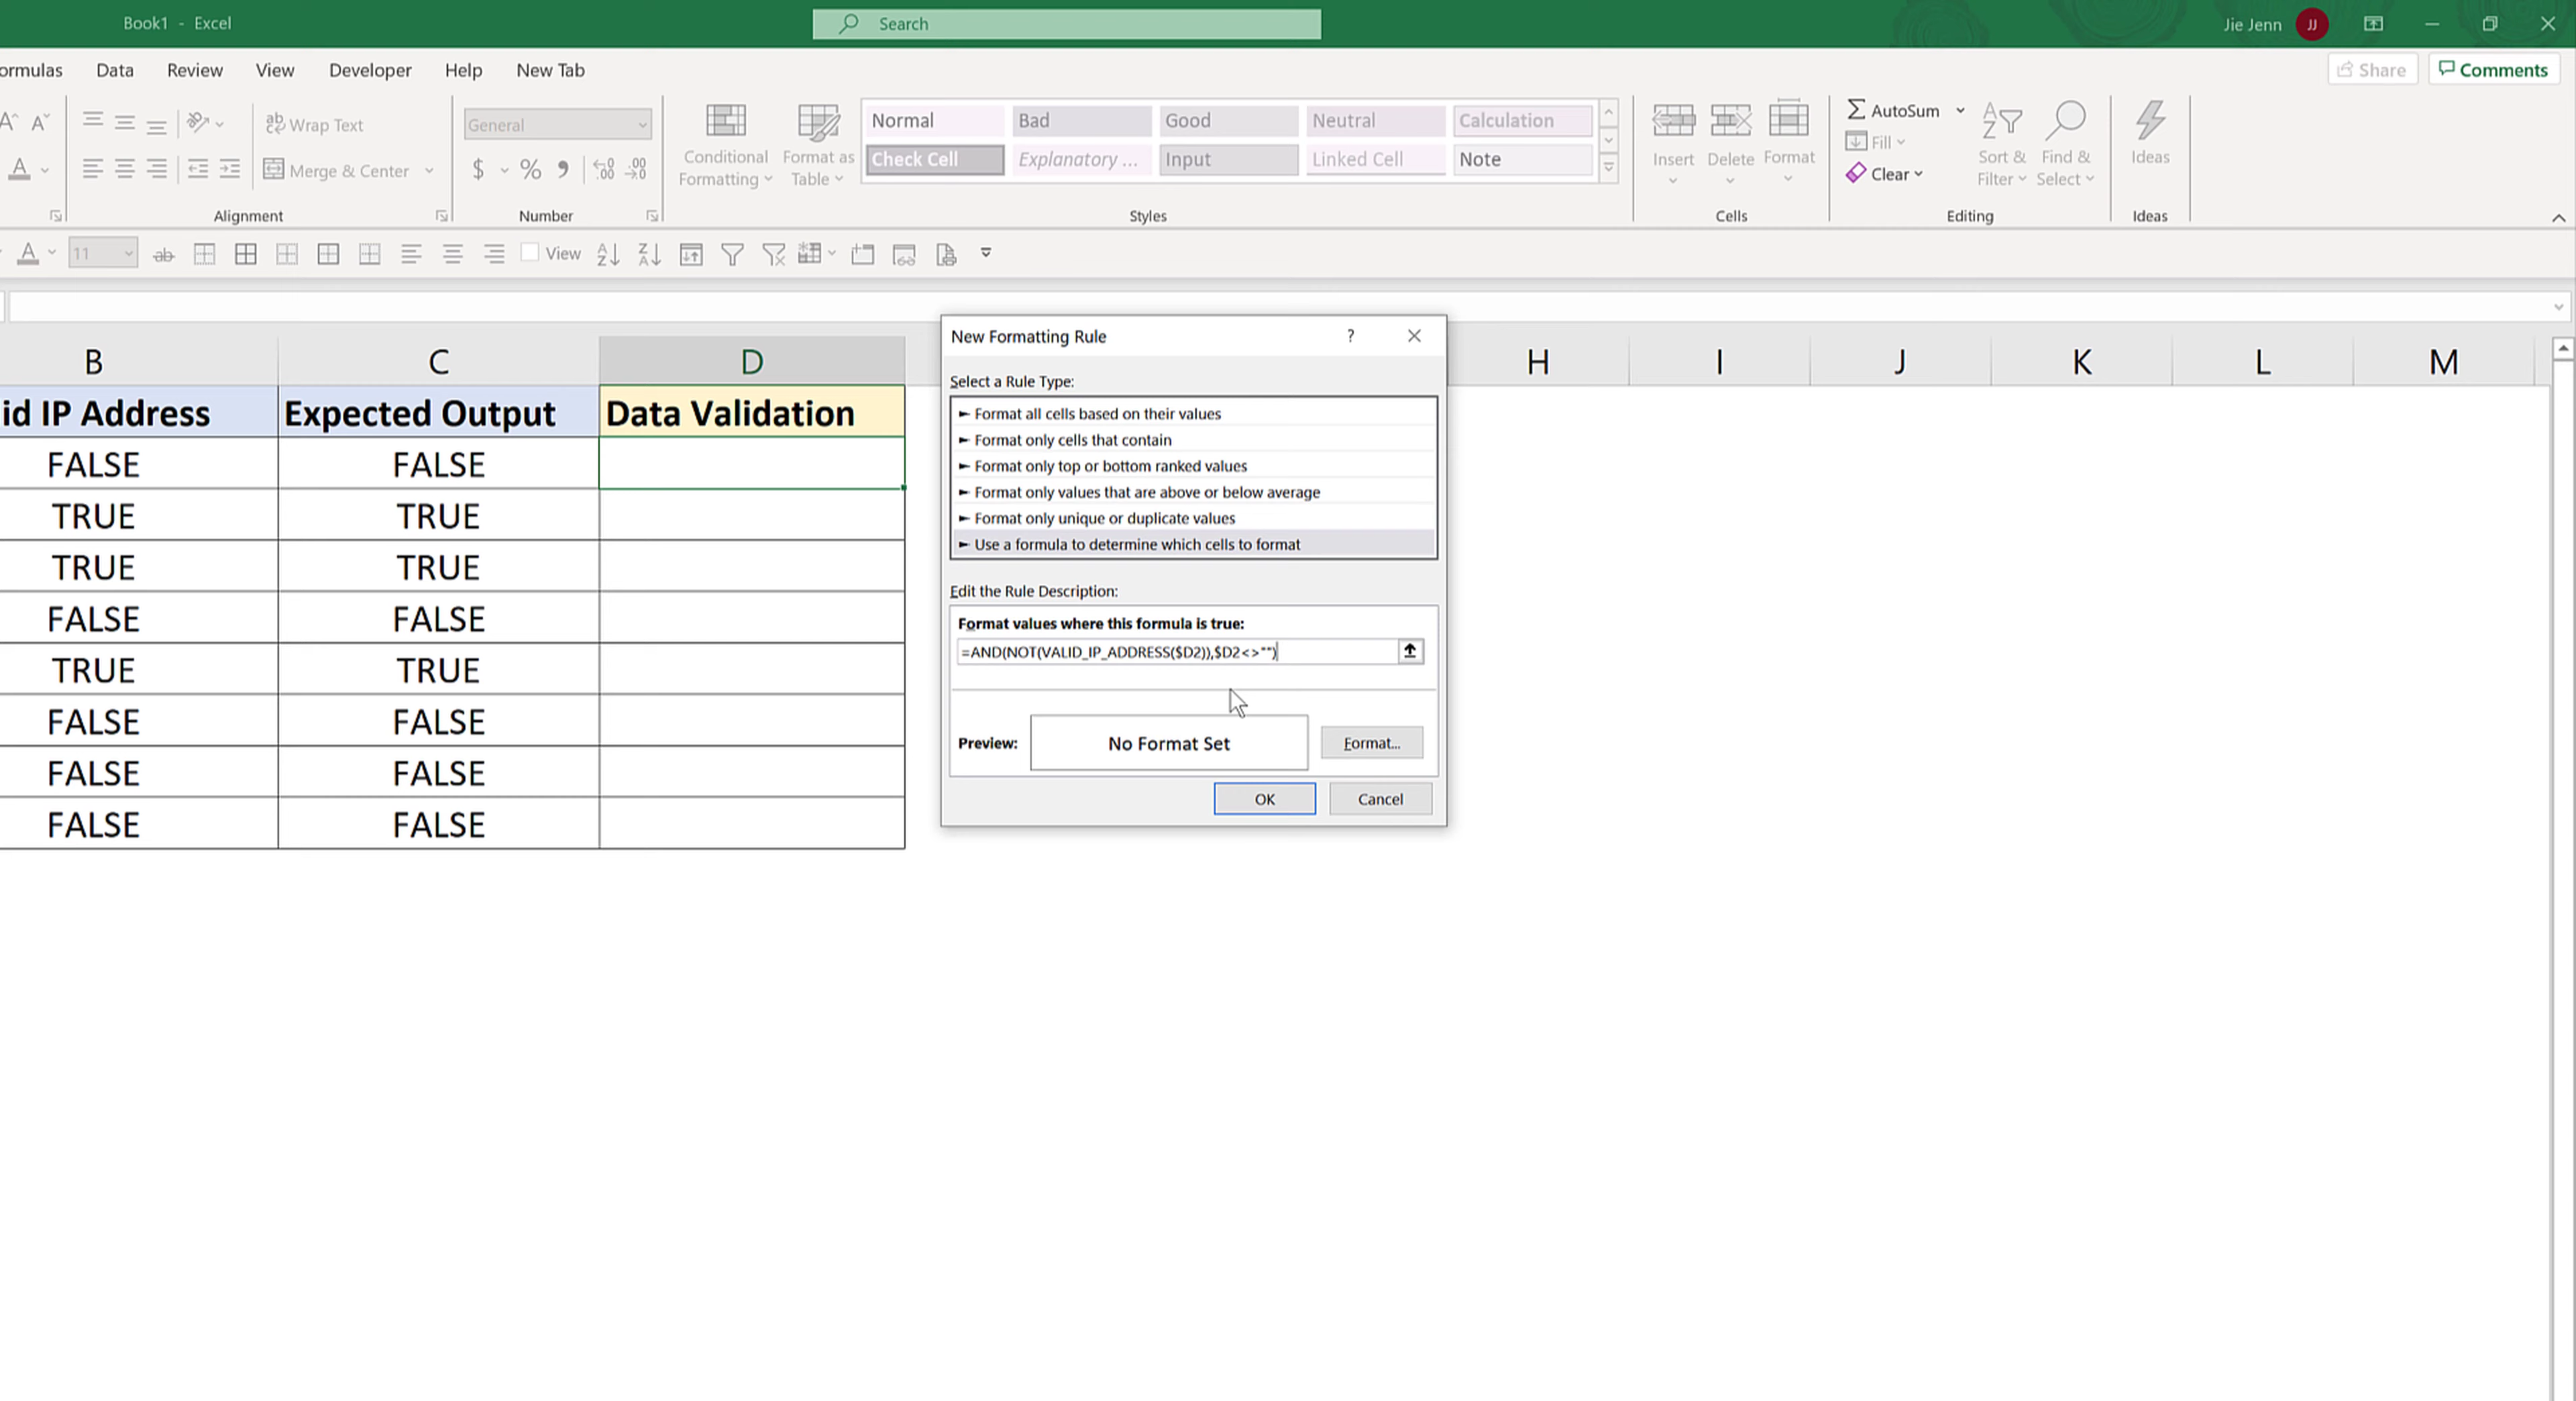 Book1 - Excel
Search
Jie Jenn JJ
ormulas Data Review View Developer Help New Tab
Share Comments
Wrap Text
General
Merge & Center
$ % 
Conditional Formatting
Format as Table
Normal Bad Good Neutral Calculation
Check Cell Explanatory ... Input Linked Cell Note
Insert Delete Format
AutoSum
Fill
Clear
Sort & Filter
Find & Select
Ideas
Alignment Number Styles Cells Editing Ideas
11 ab View
B C D H I J K L M
id IP Address Expected Output Data Validation
FALSE FALSE
TRUE TRUE
TRUE TRUE
FALSE FALSE
TRUE TRUE
FALSE FALSE
FALSE FALSE
FALSE FALSE
New Formatting Rule ?
Select a Rule Type:
► Format all cells based on their values
► Format only cells that contain
► Format only top or bottom ranked values
► Format only values that are above or below average
► Format only unique or duplicate values
► Use a formula to determine which cells to format
Edit the Rule Description:
Format values where this formula is true:
=AND(NOT(VALID_IP_ADDRESS($D2)),$D2<>"")
Preview: No Format Set Format...
OK Cancel